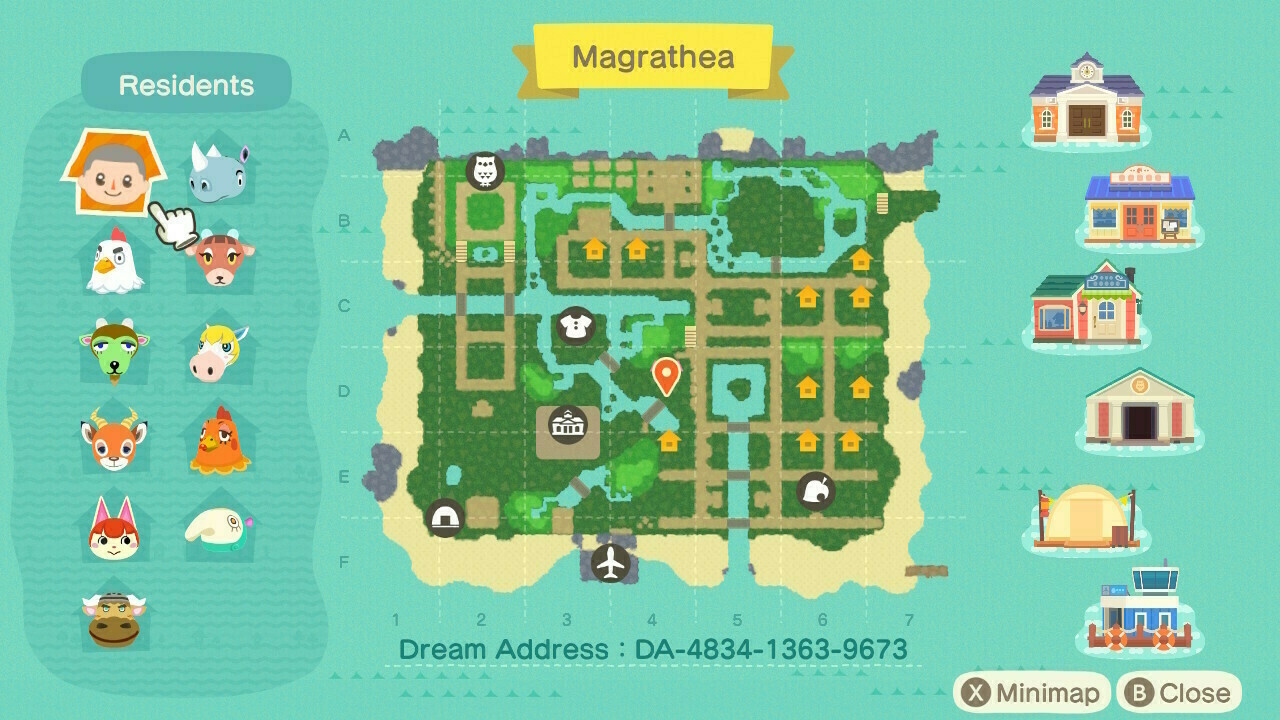 Magrathea
Residents
A
B
C
D
E
F
1 2 3 4 5 6 7
Dream Address : DA-4834-1363-9673
X Minimap B Close